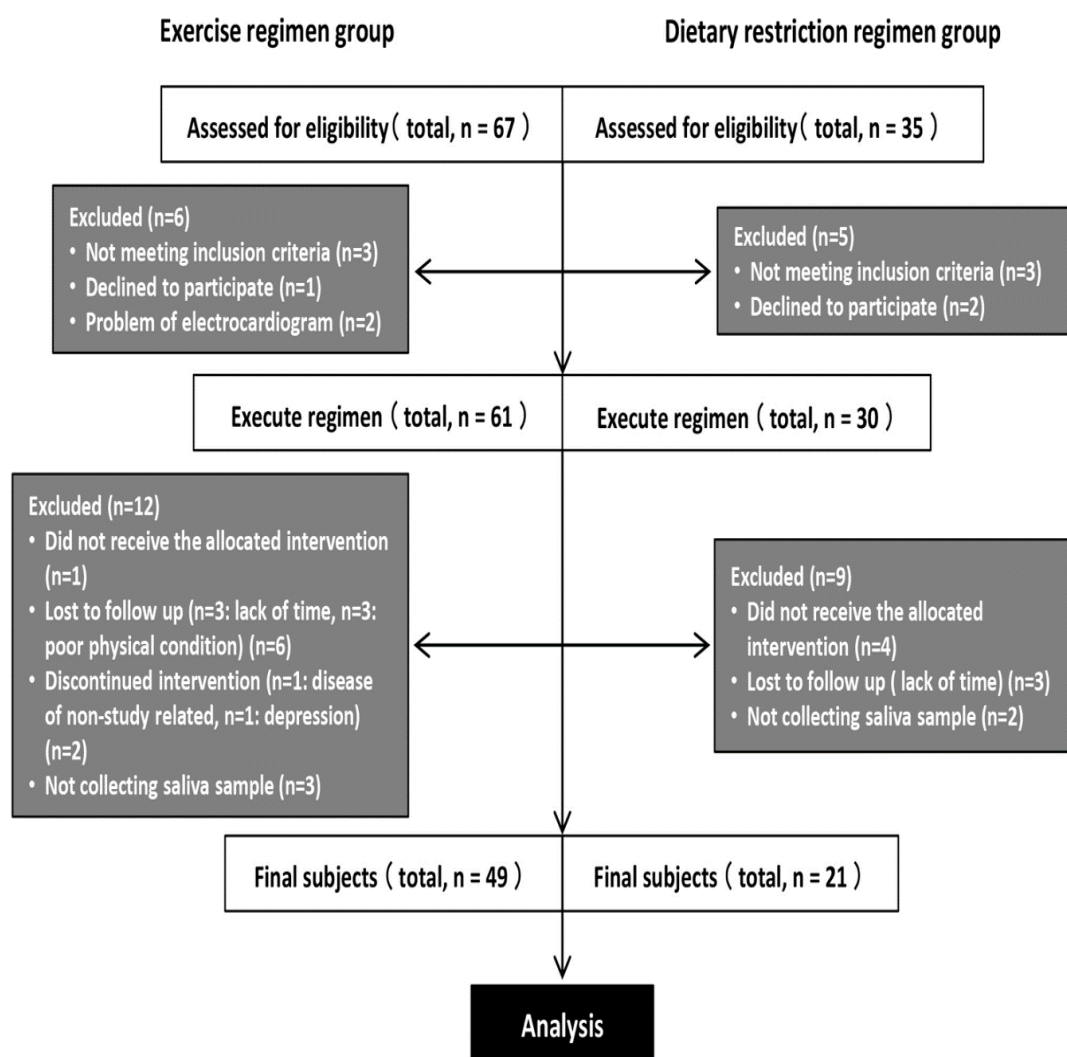 Exercise regimen group
Dietary restriction regimen group
Assessed for eligibility( total, n = 67 )
Assessed for eligibility( total, n = 35 )
Excluded (n=6)
• Not meeting inclusion criteria (n=3)
• Declined to participate (n=1)
• Problem of electrocardiogram (n=2)
Excluded (n=5)
• Not meeting inclusion criteria (n=3)
• Declined to participate (n=2)
Execute regimen ( total, n = 61 )
Execute regimen ( total, n = 30 )
Excluded (n=12)
• Did not receive the allocated intervention
(n=1)
• Lost to follow up (n=3: lack of time, n=3:
poor physical condition) (n=6)
• Discontinued intervention (n=1: disease
of non-study related, n=1: depression)
(n=2)
• Not collecting saliva sample (n=3)
Excluded (n=9)
• Did not receive the allocated
intervention (n=4)
• Lost to follow up ( lack of time) (n=3)
• Not collecting saliva sample (n=2)
Final subjects ( total, n = 49 )
Final subjects ( total, n = 21 )
Analysis